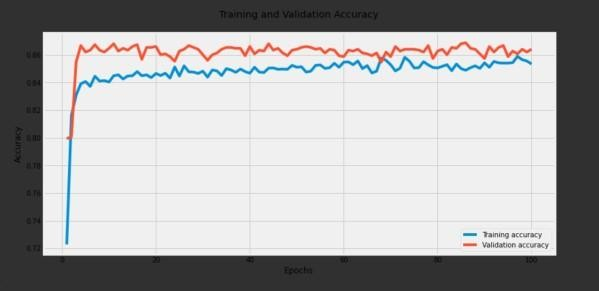 Training and Validation Accuracy
0.86
0.84
0.82
0.80
0.78
0.76
0.74
0.72
Accuracy
0 20 40 60 80 100
Epochs
Training accuracy
Validation accuracy